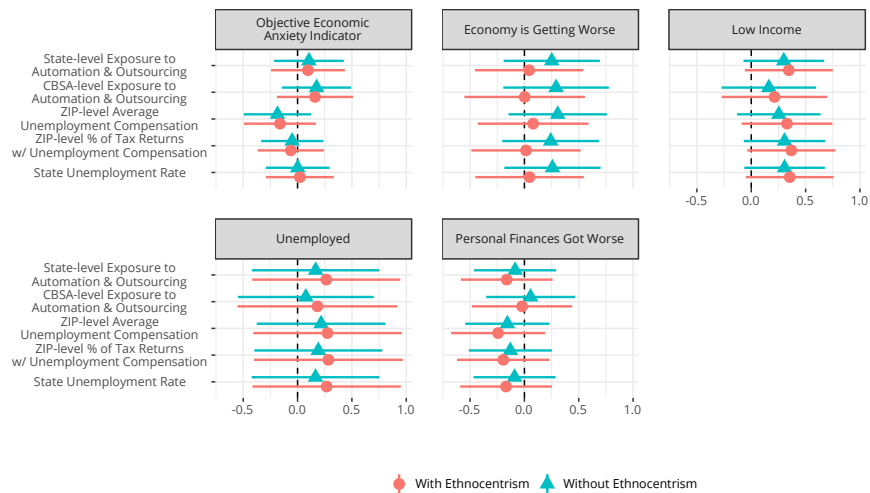 Objective Economic
Anxiety Indicator
Economy is Getting Worse
Low Income
State-level Exposure to
Automation & Outsourcing
CBSA-level Exposure to
Automation & Outsourcing
ZIP-level Average
Unemployment Compensation
ZIP-level % of Tax Returns
w/ Unemployment Compensation
State Unemployment Rate
-0.5 0.0 0.5 1.0
Unemployed
Personal Finances Got Worse
State-level Exposure to
Automation & Outsourcing
CBSA-level Exposure to
Automation & Outsourcing
ZIP-level Average
Unemployment Compensation
ZIP-level % of Tax Returns
w/ Unemployment Compensation
State Unemployment Rate
-0.5 0.0 0.5 1.0
-0.5 0.0 0.5 1.0
With Ethnocentrism
Without Ethnocentrism